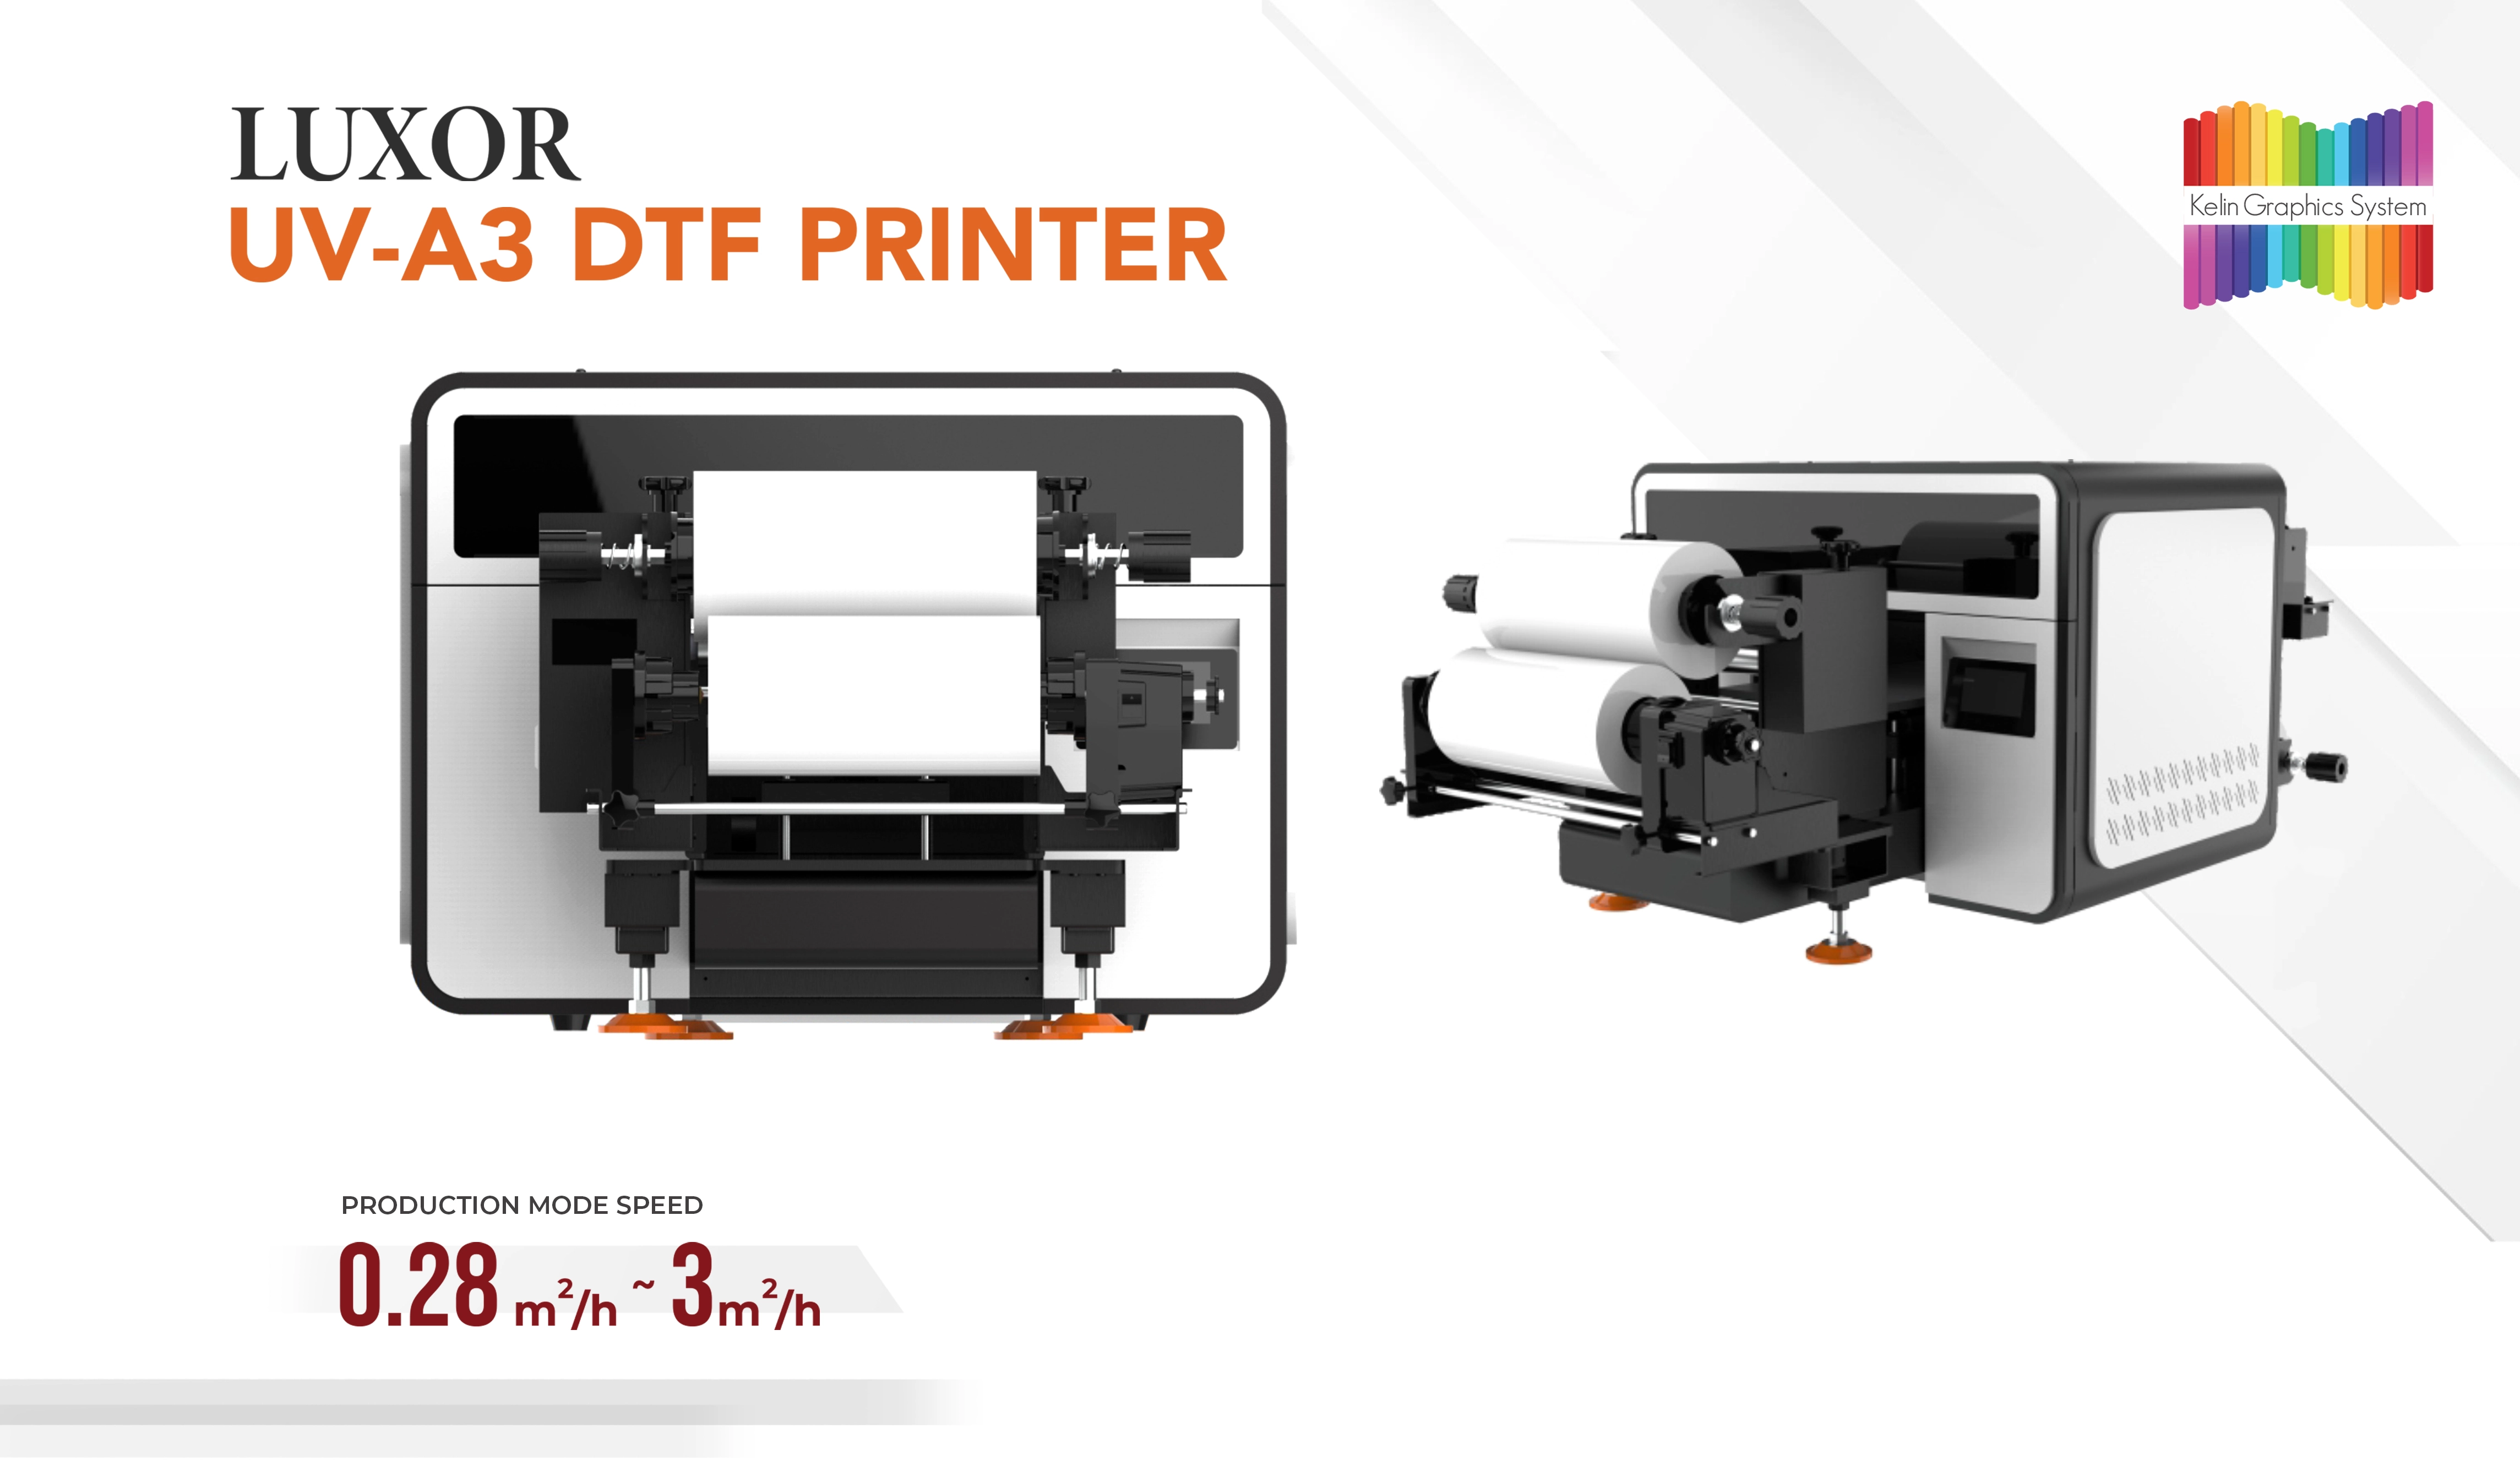 LUXOR
UV-A3 DTF PRINTER
Kelin Graphics System
PRODUCTION MODE SPEED
0.28 m²/h ~ 3m²/h